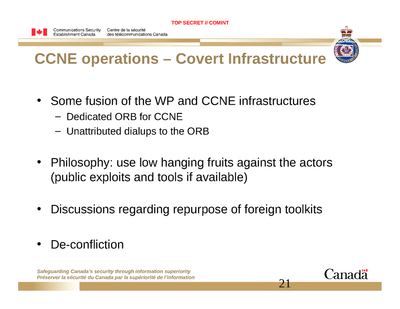 TOP SECRET // COMINT
Communications Security Centre de la sécurité
Establishment Canada des télécommunications Canada
CCNE operations – Covert Infrastructure
• Some fusion of the WP and CCNE infrastructures
– Dedicated ORB for CCNE
– Unattributed dialups to the ORB
• Philosophy: use low hanging fruits against the actors
(public exploits and tools if available)
• Discussions regarding repurpose of foreign toolkits
• De-confliction
Safeguarding Canada's security through information superiority
Préserver la sécurité du Canada par la supériorité de l'information
21
Canada